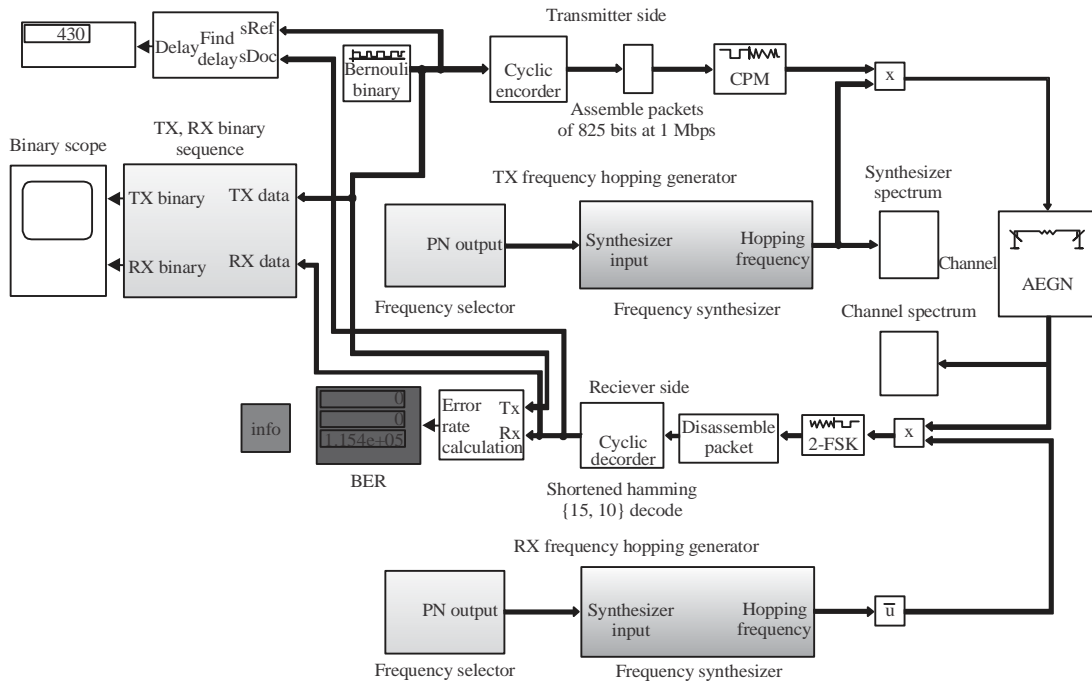 Transmitter side
430
Delay
Find
delay
sRef
sDoc
Bernouli
binary
Cyclic
encorder
CPM
x
Assemble packets
of 825 bits at 1 Mbps
Binary scope
TX, RX binary
sequence
TX binary
TX data
RX binary
RX data
TX frequency hopping generator
PN output
Synthesizer
input
Hopping
frequency
Frequency selector
Frequency synthesizer
Synthesizer
spectrum
Channel
AEGN
Channel spectrum
Reciever side
info
0
0
1.154e+05
BER
Error
rate
calculation
Tx
Rx
Cyclic
decorder
Disassemble
packet
2-FSK
x
Shortened hamming
{15, 10} decode
RX frequency hopping generator
PN output
Synthesizer
input
Hopping
frequency
u̅
Frequency selector
Frequency synthesizer